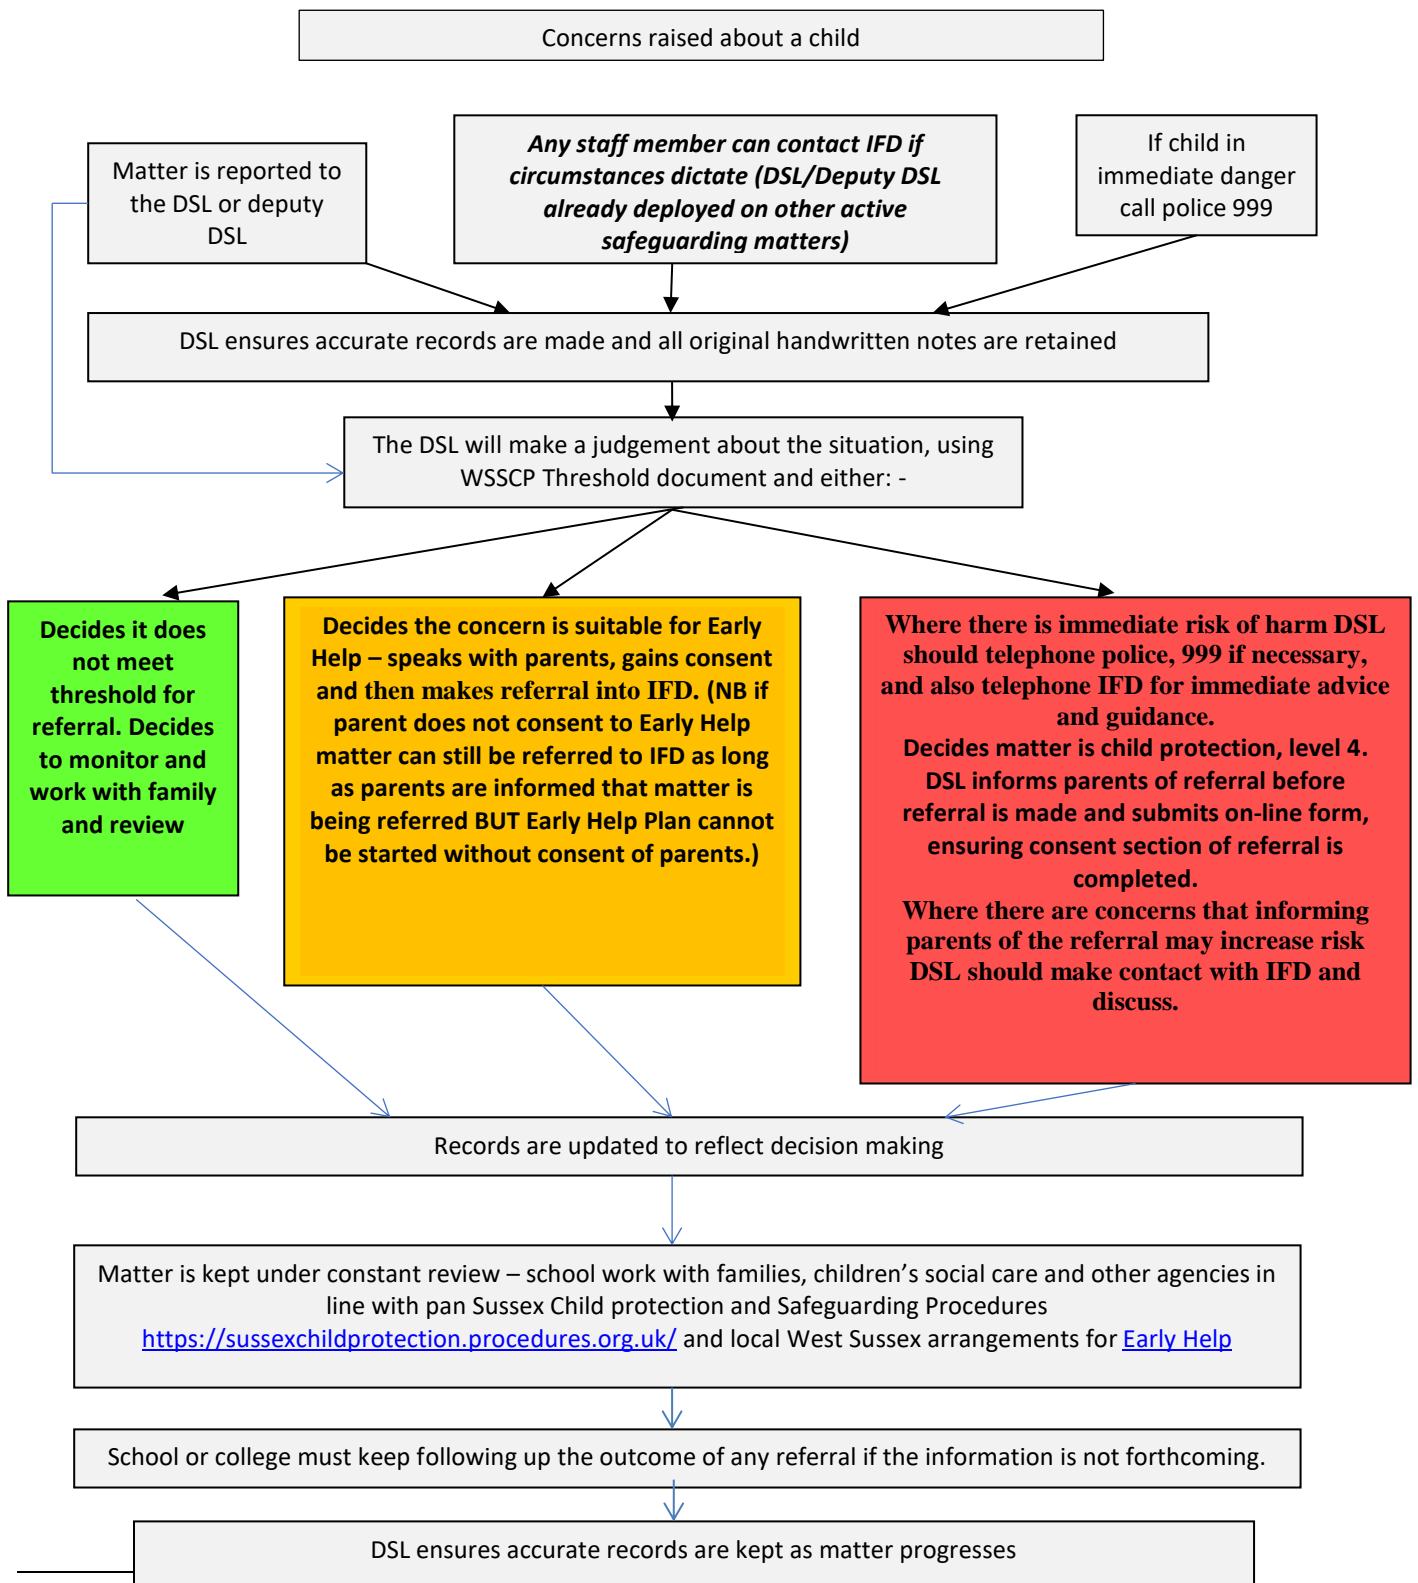 Concerns raised about a child
Matter is reported to
the DSL or deputy
DSL
Any staff member can contact IFD if
circumstances dictate (DSL/Deputy DSL
already deployed on other active
safeguarding matters)
If child in
immediate danger
call police 999
DSL ensures accurate records are made and all original handwritten notes are retained
The DSL will make a judgement about the situation, using
WSSCP Threshold document and either: -
Decides it does
not meet
threshold for
referral. Decides
to monitor and
work with family
and review
Decides the concern is suitable for Early
Help – speaks with parents, gains consent
and then makes referral into IFD. (NB if
parent does not consent to Early Help
matter can still be referred to IFD as long
as parents are informed that matter is
being referred BUT Early Help Plan cannot
be started without consent of parents.)
Where there is immediate risk of harm DSL
should telephone police, 999 if necessary,
and also telephone IFD for immediate advice
and guidance.
Decides matter is child protection, level 4.
DSL informs parents of referral before
referral is made and submits on-line form,
ensuring consent section of referral is
completed.
Where there are concerns that informing
parents of the referral may increase risk
DSL should make contact with IFD and
discuss.
Records are updated to reflect decision making
Matter is kept under constant review – school work with families, children’s social care and other agencies in
line with pan Sussex Child protection and Safeguarding Procedures
https://sussexchildprotection.procedures.org.uk/ and local West Sussex arrangements for Early Help
School or college must keep following up the outcome of any referral if the information is not forthcoming.
DSL ensures accurate records are kept as matter progresses